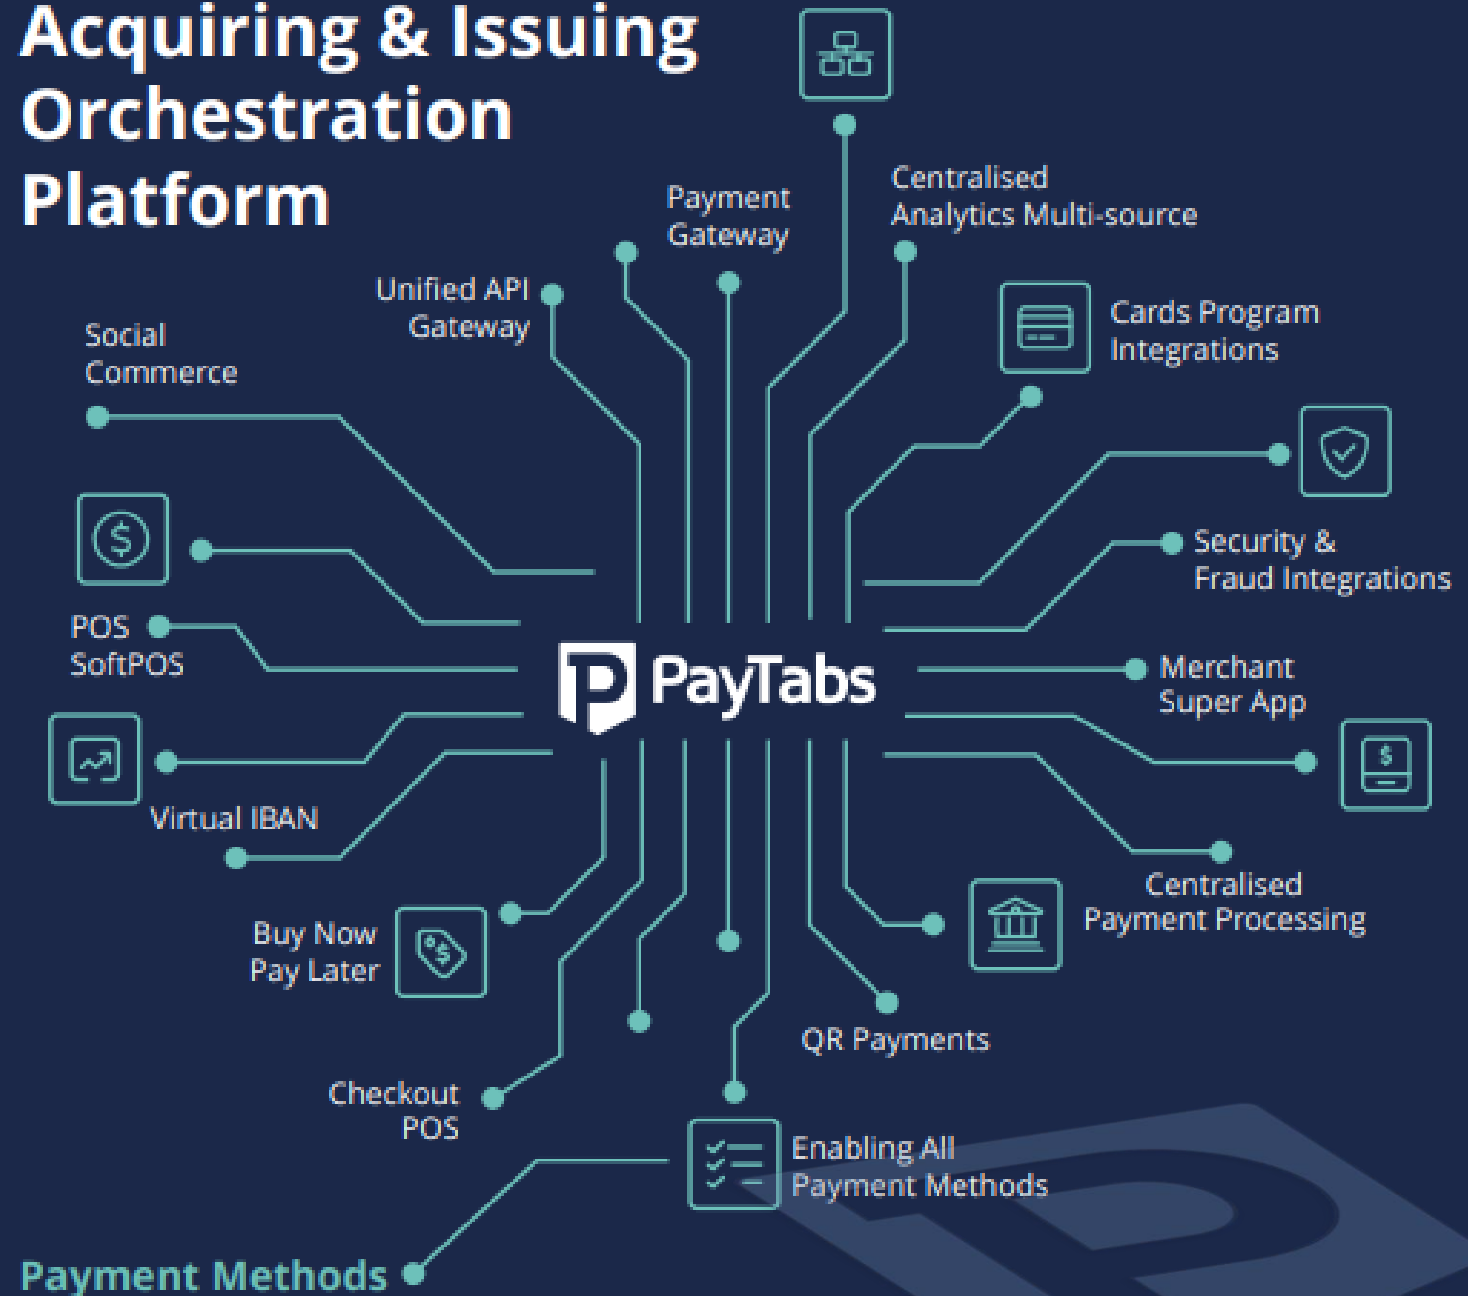 Acquiring & Issuing
Orchestration
Platform
Payment
Gateway
Centralised
Analytics Multi-source
Unified API
Gateway
Cards Program
Integrations
Social
Commerce
Security &
Fraud Integrations
POS
SoftPOS
PayTabs
Merchant
Super App
Virtual IBAN
Centralised
Payment Processing
Buy Now
Pay Later
QR Payments
Checkout
POS
Enabling All
Payment Methods
Payment Methods